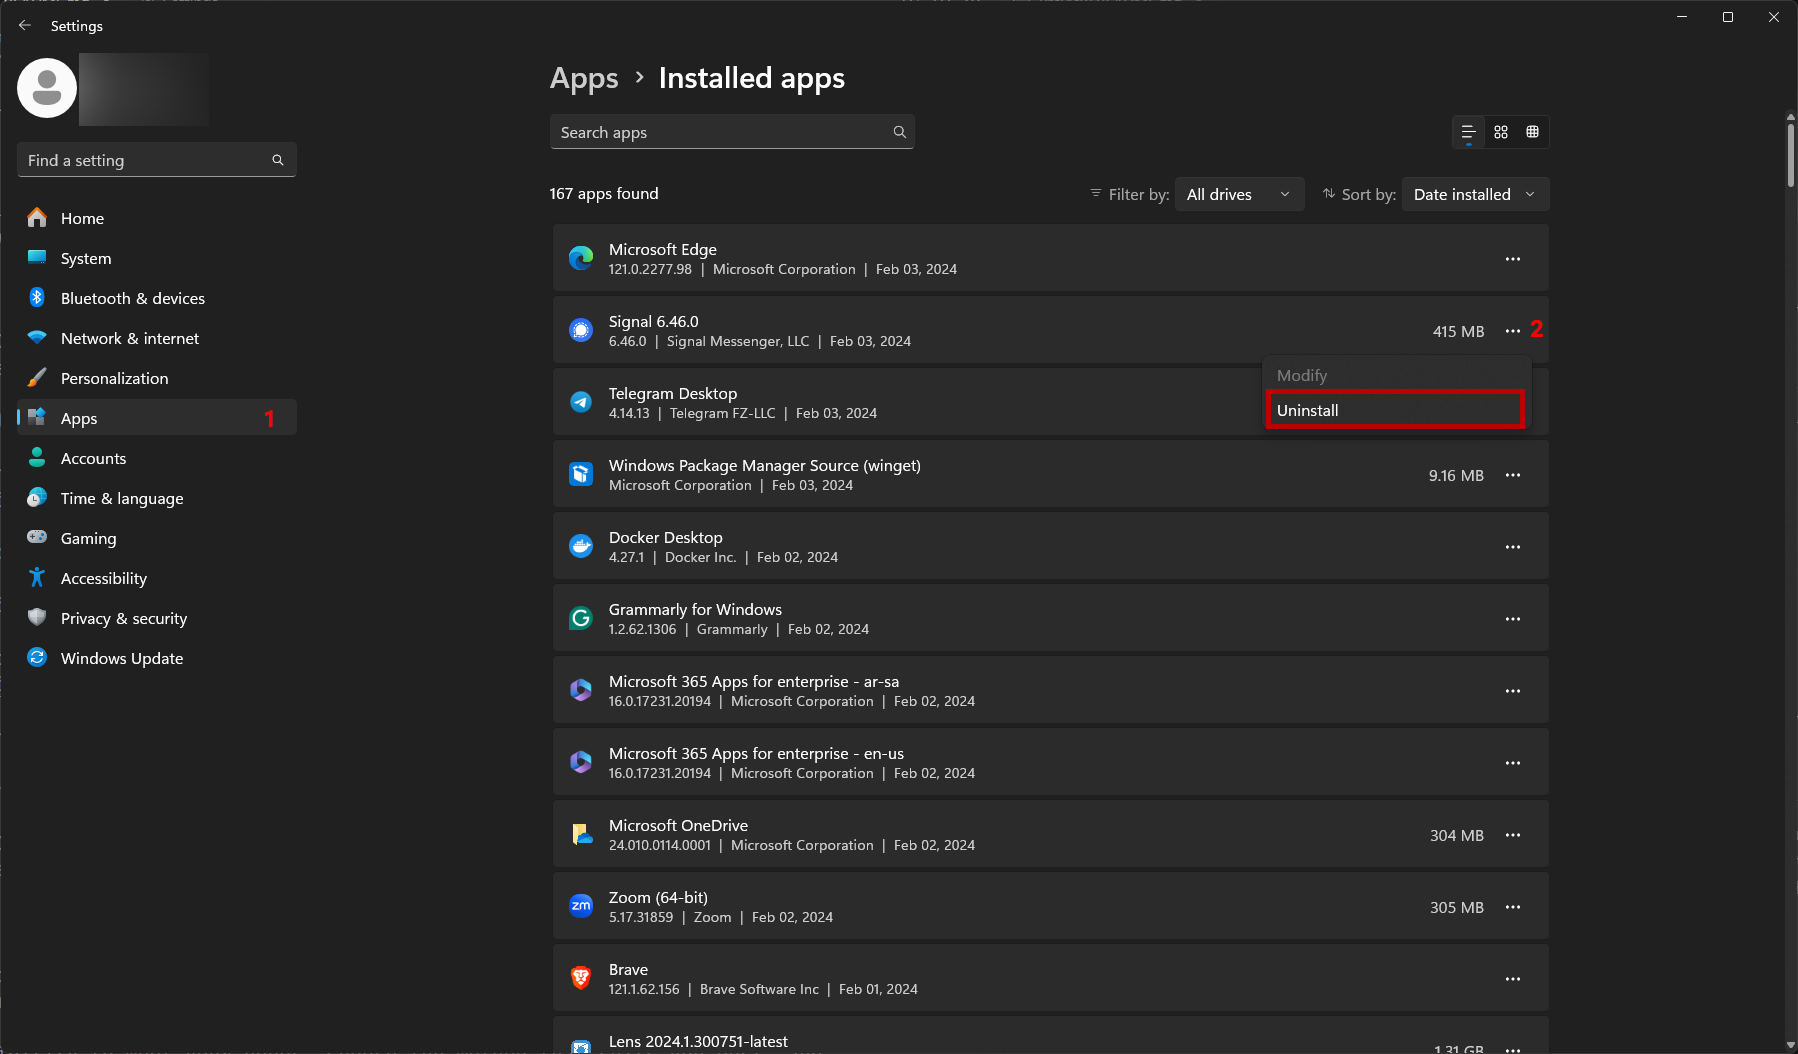 Settings
Find a setting
Home
System
Bluetooth & devices
Network & internet
Personalization
Apps 1
Accounts
Time & language
Gaming
Accessibility
Privacy & security
Windows Update
Apps > Installed apps
Search apps
167 apps found
Filter by: All drives
Sort by: Date installed
Microsoft Edge
121.0.2277.98 | Microsoft Corporation | Feb 03, 2024
Signal 6.46.0
6.46.0 | Signal Messenger, LLC | Feb 03, 2024
415 MB
2
Modify
Uninstall
Telegram Desktop
4.14.13 | Telegram FZ-LLC | Feb 03, 2024
Windows Package Manager Source (winget)
Microsoft Corporation | Feb 03, 2024
9.16 MB
Docker Desktop
4.27.1 | Docker Inc. | Feb 02, 2024
Grammarly for Windows
1.2.62.1306 | Grammarly | Feb 02, 2024
Microsoft 365 Apps for enterprise - ar-sa
16.0.17231.20194 | Microsoft Corporation | Feb 02, 2024
Microsoft 365 Apps for enterprise - en-us
16.0.17231.20194 | Microsoft Corporation | Feb 02, 2024
Microsoft OneDrive
24.010.0114.0001 | Microsoft Corporation | Feb 02, 2024
304 MB
zm
Zoom (64-bit)
5.17.31859 | Zoom | Feb 02, 2024
305 MB
Brave
121.1.62.156 | Brave Software Inc | Feb 01, 2024
Lens 2024.1.300751-latest
1.31 GB